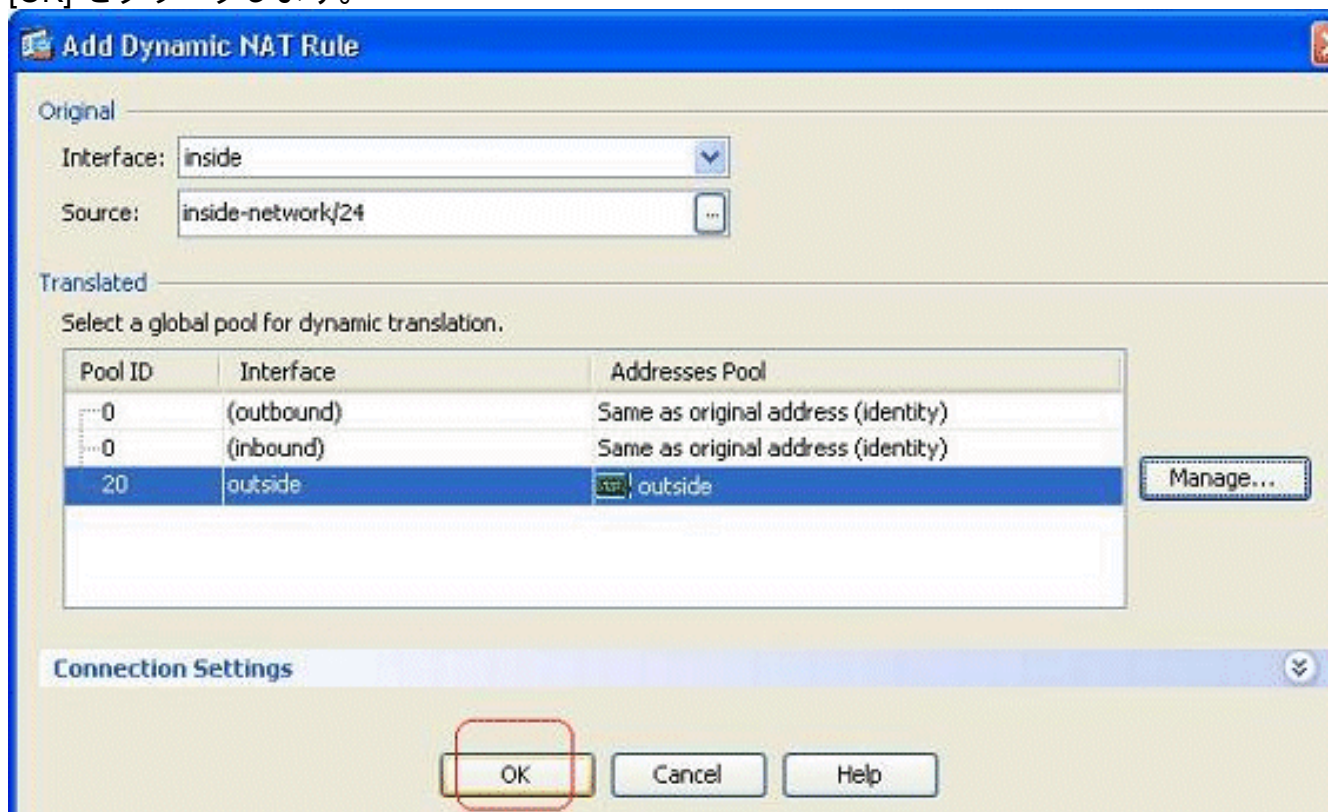 [OK] をクリックします。
Add Dynamic NAT Rule
Original
Interface: inside
Source: inside-network/24 ...
Translated
Select a global pool for dynamic translation.
Pool ID Interface Addresses Pool
0 (outbound) Same as original address (identity)
0 (inbound) Same as original address (identity)
20 outside outside
Manage...
Connection Settings
OK Cancel Help